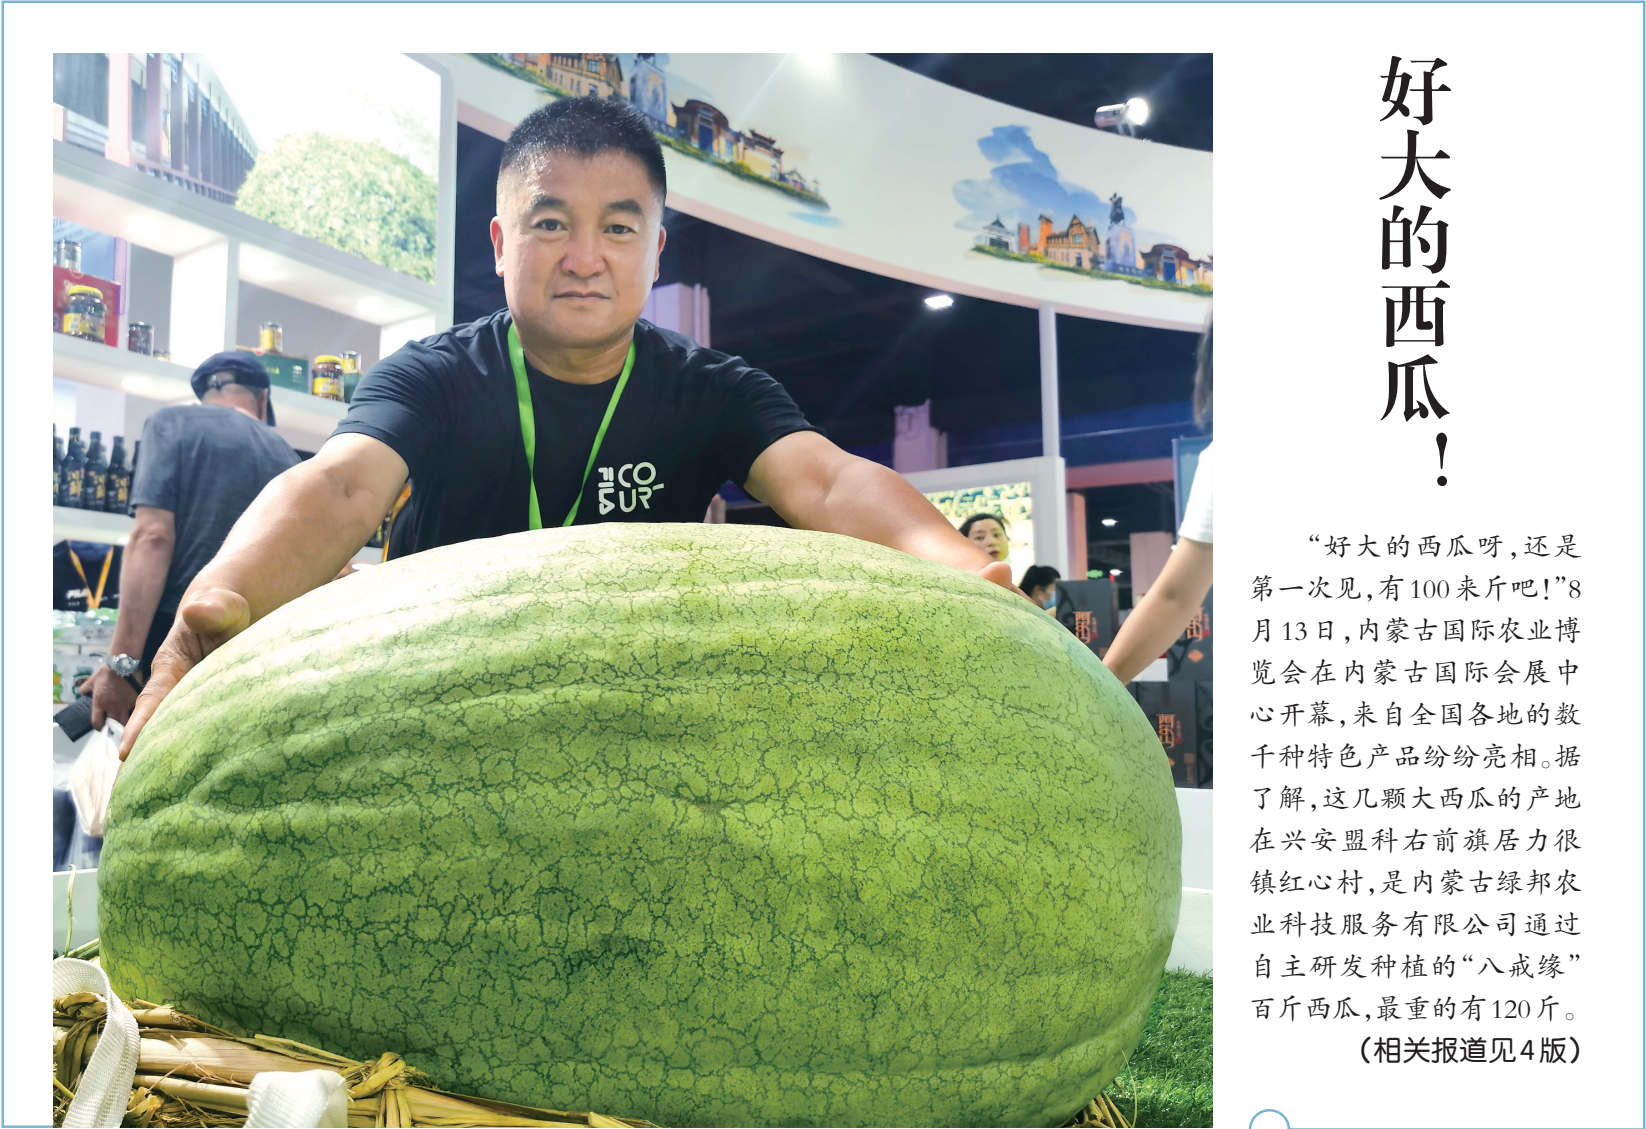 好大的西瓜！
“好大的西瓜呀，还是
第一次见，有100来斤吧！”8
月13日，内蒙古国际农业博
览会在内蒙古国际会展中
心开幕，来自全国各地的数
千种特色产品纷纷亮相。据
了解，这几颗大西瓜的产地
在兴安盟科右前旗居力很
镇红心村，是内蒙古绿邦农
业科技服务有限公司通过
自主研发种植的“八戒缘”
百斤西瓜，最重的有120斤。
（相关报道见4版）
CO
UR